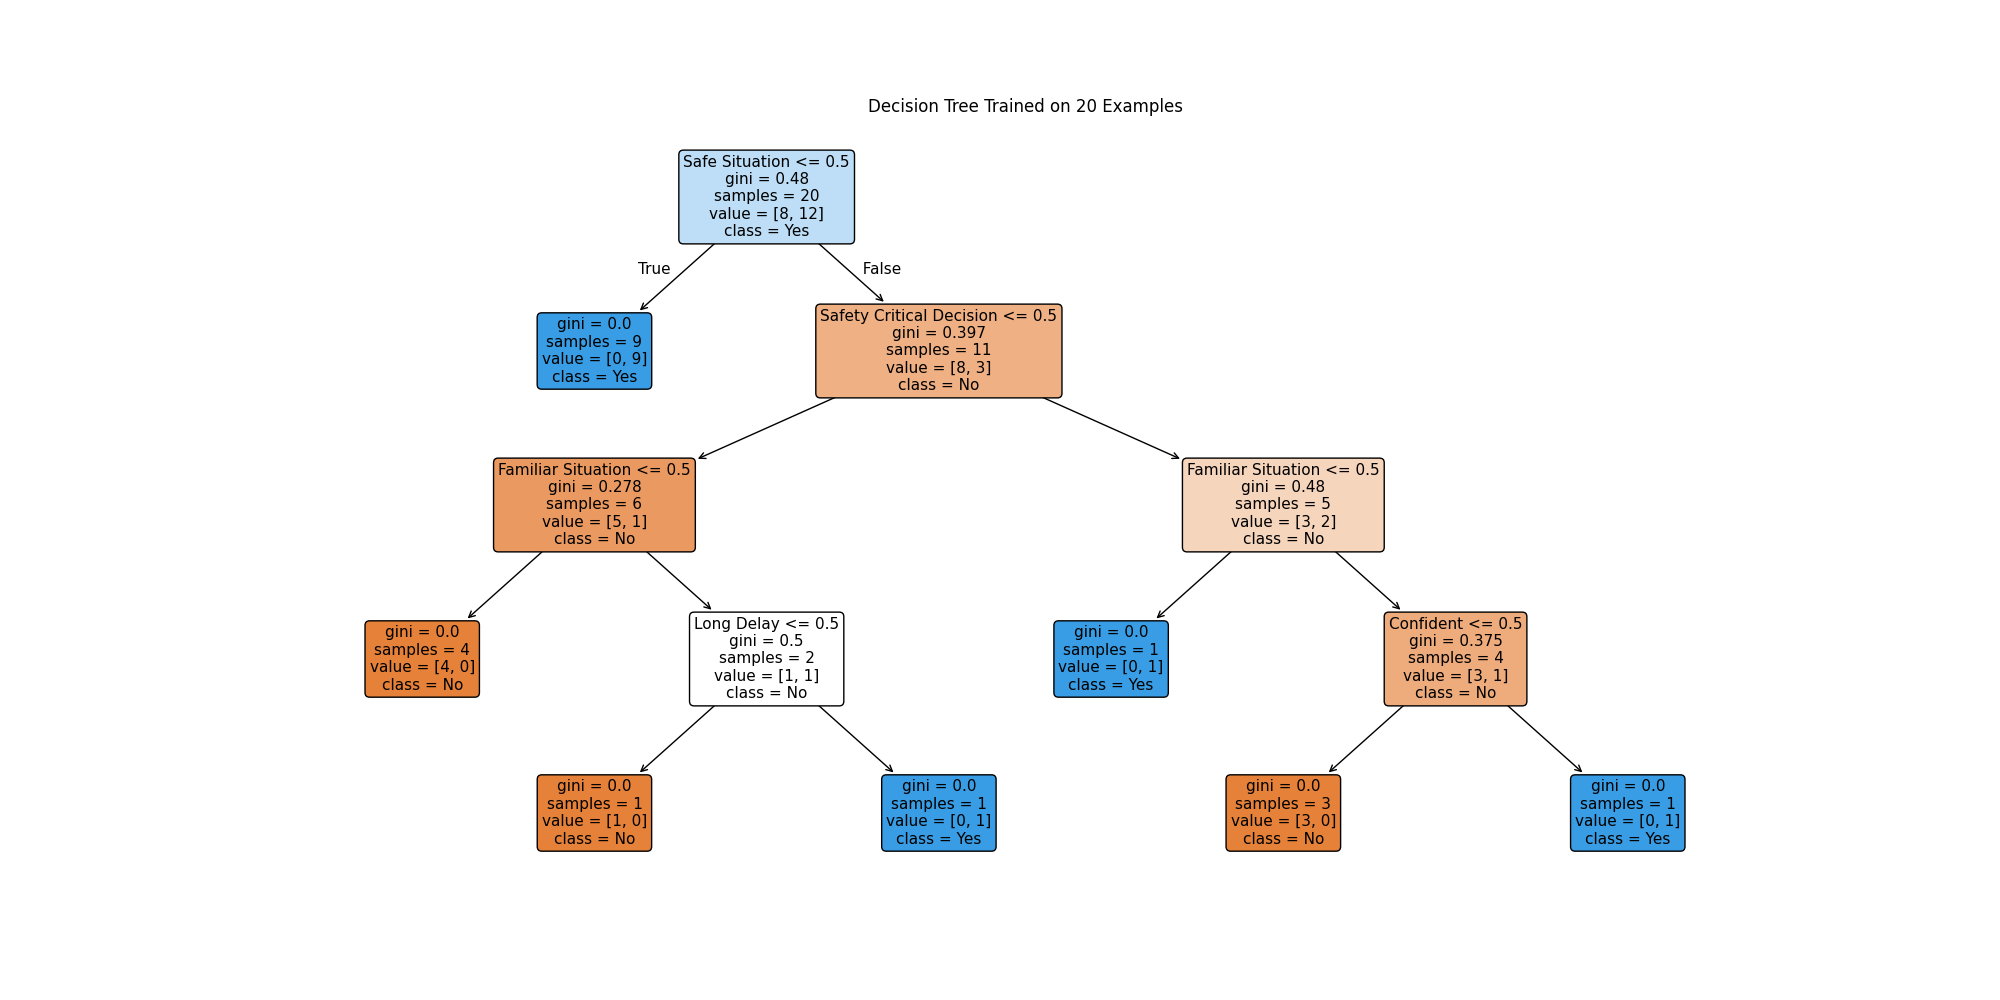 Decision Tree Trained on 20 Examples
Safe Situation <= 0.5
gini = 0.48
samples = 20
value = [8, 12]
class = Yes
True
False
gini = 0.0
samples = 9
value = [0, 9]
class = Yes
Safety Critical Decision <= 0.5
gini = 0.397
samples = 11
value = [8, 3]
class = No
Familiar Situation <= 0.5
gini = 0.278
samples = 6
value = [5, 1]
class = No
Familiar Situation <= 0.5
gini = 0.48
samples = 5
value = [3, 2]
class = No
gini = 0.0
samples = 4
value = [4, 0]
class = No
Long Delay <= 0.5
gini = 0.5
samples = 2
value = [1, 1]
class = No
gini = 0.0
samples = 1
value = [0, 1]
class = Yes
Confident <= 0.5
gini = 0.375
samples = 4
value = [3, 1]
class = No
gini = 0.0
samples = 1
value = [1, 0]
class = No
gini = 0.0
samples = 1
value = [0, 1]
class = Yes
gini = 0.0
samples = 3
value = [3, 0]
class = No
gini = 0.0
samples = 1
value = [0, 1]
class = Yes